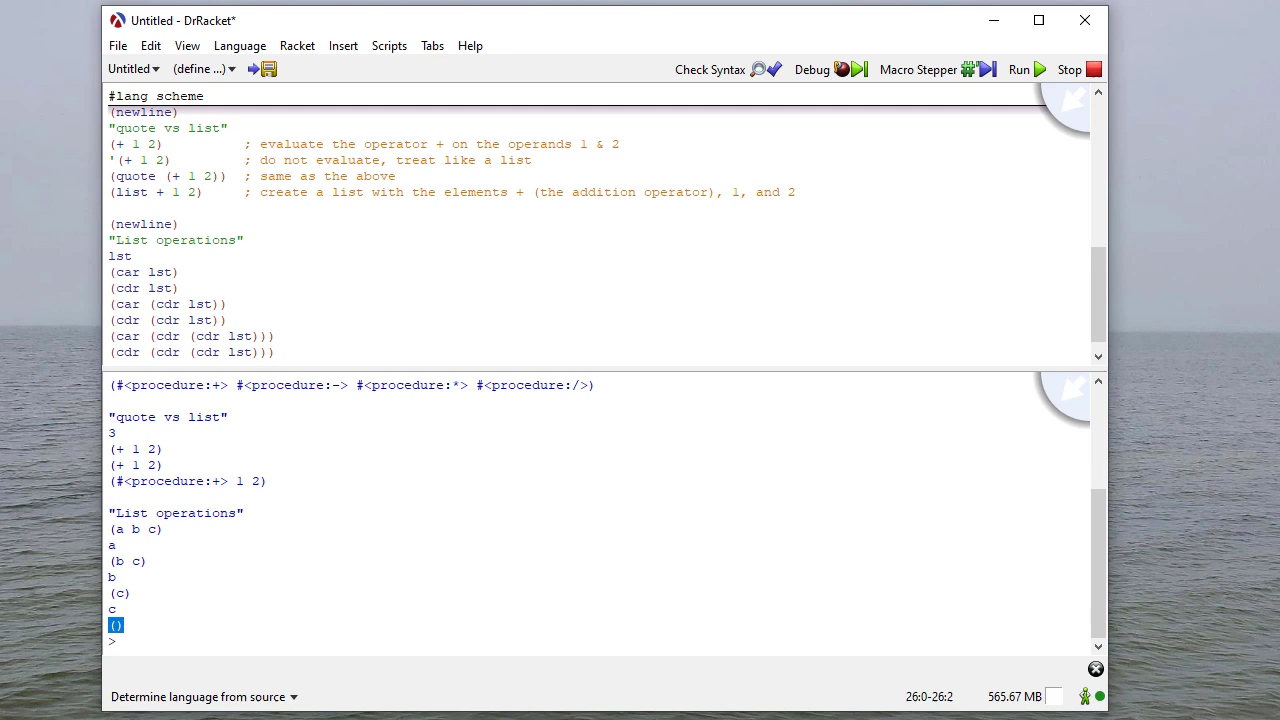 Untitled - DrRacket*
File Edit View Language Racket Insert Scripts Tabs Help
Untitled (define ...) Check Syntax Debug Macro Stepper Run Stop
#lang scheme
(newline)
"quote vs list"
(+ 1 2) ; evaluate the operator + on the operands 1 & 2
'(+ 1 2) ; do not evaluate, treat like a list
(quote (+ 1 2)) ; same as the above
(list + 1 2) ; create a list with the elements + (the addition operator), 1, and 2
(newline)
"List operations"
lst
(car lst)
(cdr lst)
(car (cdr lst))
(cdr (cdr lst))
(car (cdr (cdr lst)))
(cdr (cdr (cdr lst)))
(#<procedure:+> #<procedure:-> #<procedure:*> #<procedure:/>)
"quote vs list"
3
(+ 1 2)
(+ 1 2)
(#<procedure:+> 1 2)
"List operations"
(a b c)
a
(b c)
b
(c)
c
()
>
Determine language from source 26:0-26:2 565.67 MB